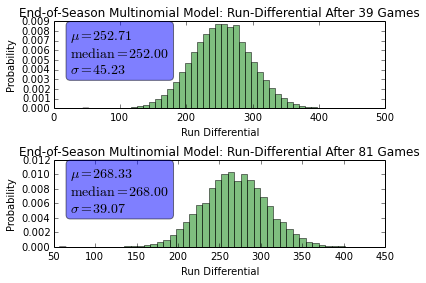 End-of-Season Multinomial Model: Run-Differential After 39 Games
0.009
0.008
0.007
0.006
0.005
0.004
0.003
0.002
0.001
0.000
Probability
μ = 252.71
median = 252.00
σ = 45.23
0 100 200 300 400 500
Run Differential
End-of-Season Multinomial Model: Run-Differential After 81 Games
0.012
0.010
0.008
0.006
0.004
0.002
0.000
Probability
μ = 268.33
median = 268.00
σ = 39.07
50 100 150 200 250 300 350 400 450
Run Differential